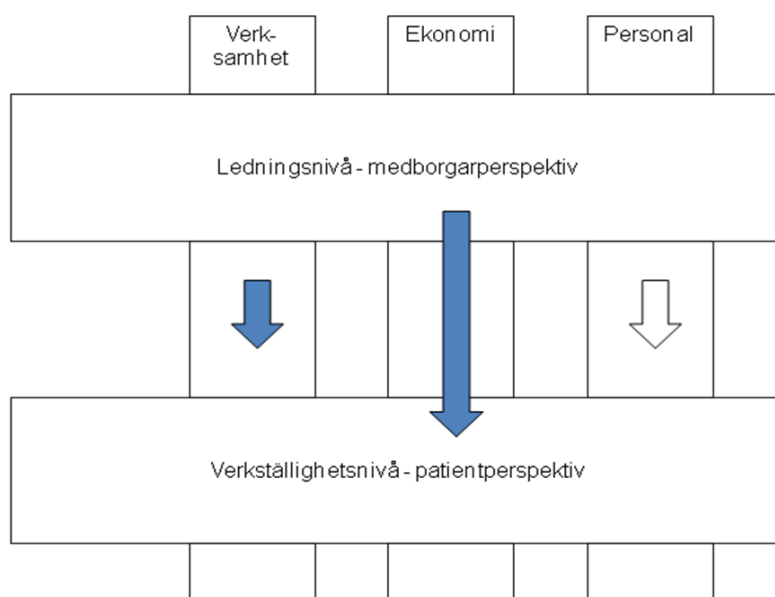 Verk-
samhet
Ekonomi
Personal
Ledningsnivå - medborgarperspektiv
Verkställighetsnivå - patientperspektiv